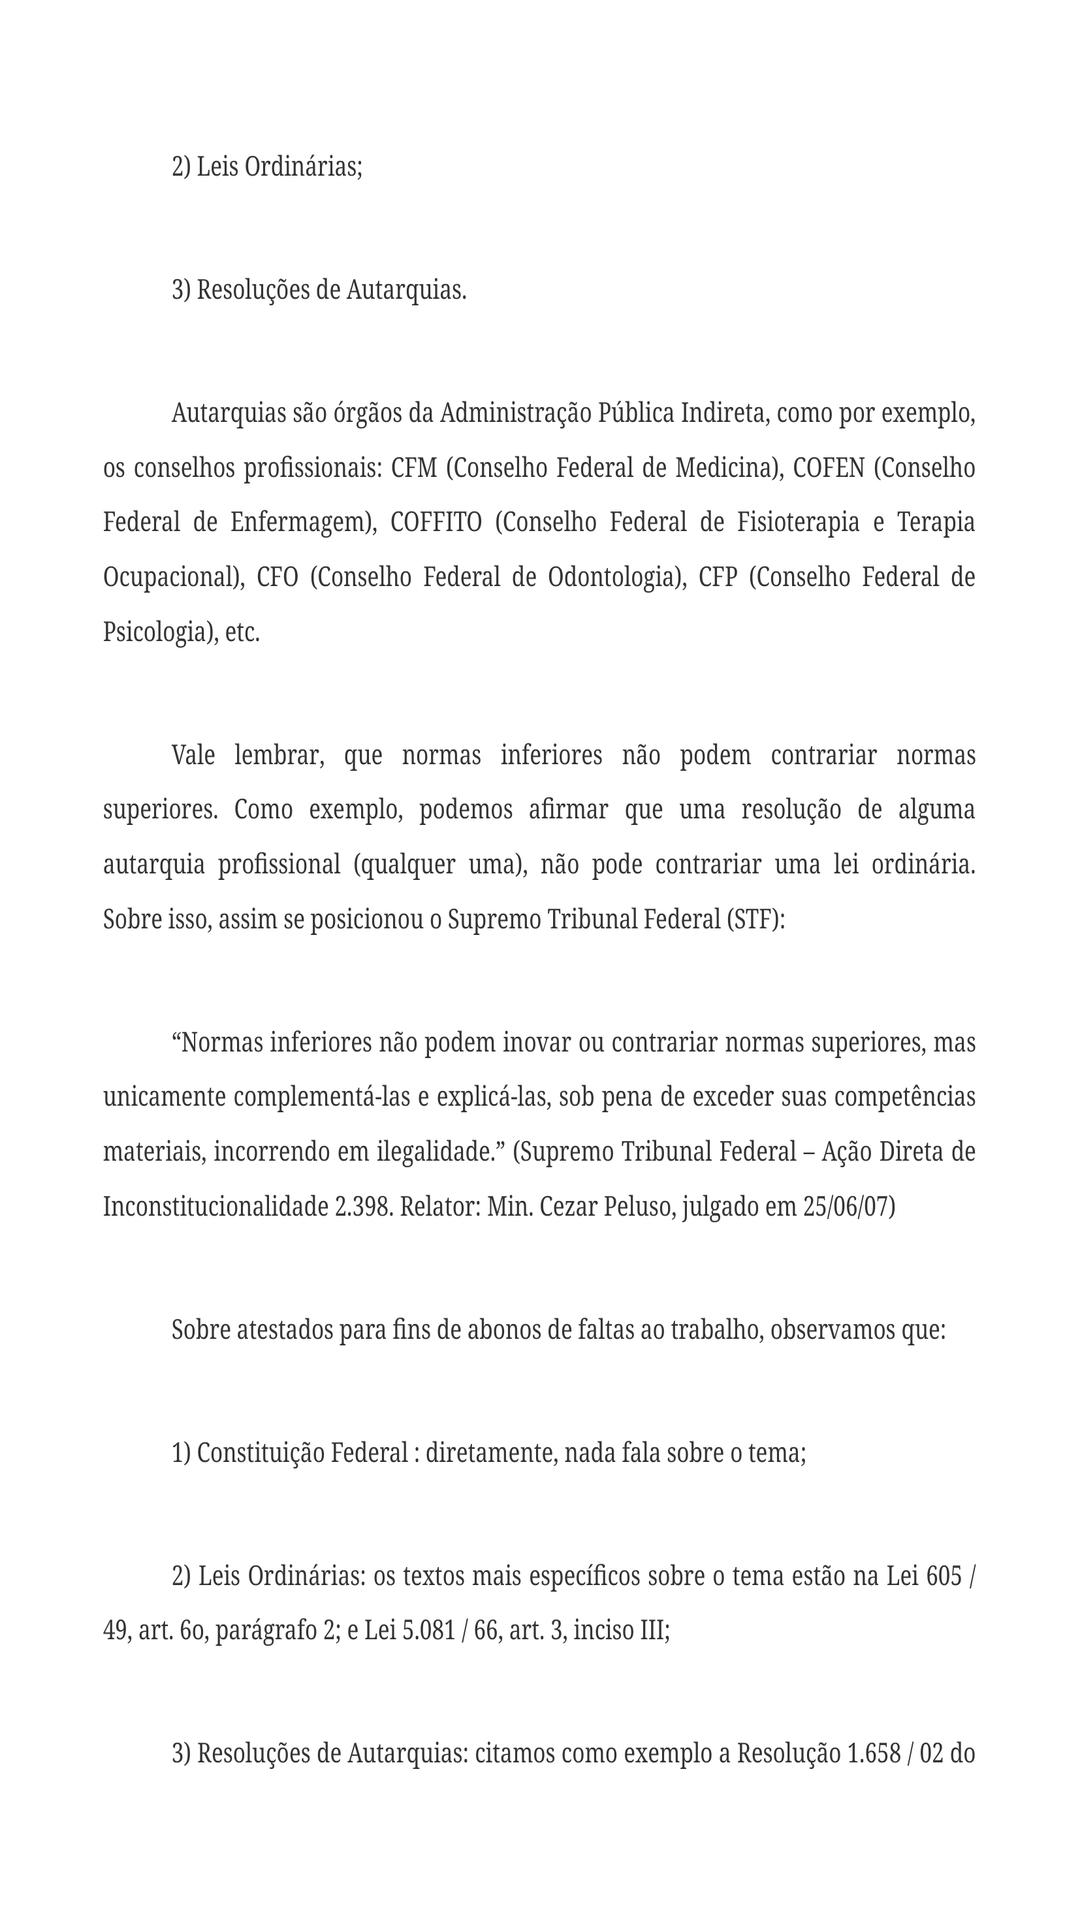 2) Leis Ordinárias;
3) Resoluções de Autarquias.
Autarquias são órgãos da Administração Pública Indireta, como por exemplo,
os conselhos profissionais: CFM (Conselho Federal de Medicina), COFEN (Conselho
Federal de Enfermagem), COFFITO (Conselho Federal de Fisioterapia e Terapia
Ocupacional), CFO (Conselho Federal de Odontologia), CFP (Conselho Federal de
Psicologia), etc.
Vale lembrar, que normas inferiores não podem contrariar normas
superiores. Como exemplo, podemos afirmar que uma resolução de alguma
autarquia profissional (qualquer uma), não pode contrariar uma lei ordinária.
Sobre isso, assim se posicionou o Supremo Tribunal Federal (STF):
“Normas inferiores não podem inovar ou contrariar normas superiores, mas
unicamente complementá-las e explicá-las, sob pena de exceder suas competências
materiais, incorrendo em ilegalidade.” (Supremo Tribunal Federal – Ação Direta de
Inconstitucionalidade 2.398. Relator: Min. Cezar Peluso, julgado em 25/06/07)
Sobre atestados para fins de abonos de faltas ao trabalho, observamos que:
1) Constituição Federal : diretamente, nada fala sobre o tema;
2) Leis Ordinárias: os textos mais específicos sobre o tema estão na Lei 605 /
49, art. 6o, parágrafo 2; e Lei 5.081 / 66, art. 3, inciso III;
3) Resoluções de Autarquias: citamos como exemplo a Resolução 1.658 / 02 do